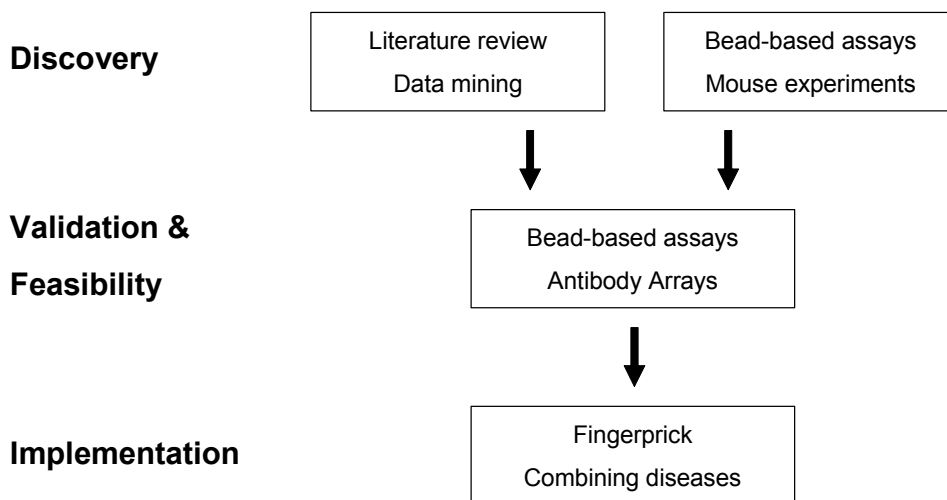 Discovery
Literature review
Data mining
Bead-based assays
Mouse experiments
Validation &
Feasibility
Bead-based assays
Antibody Arrays
Implementation
Fingerprick
Combining diseases